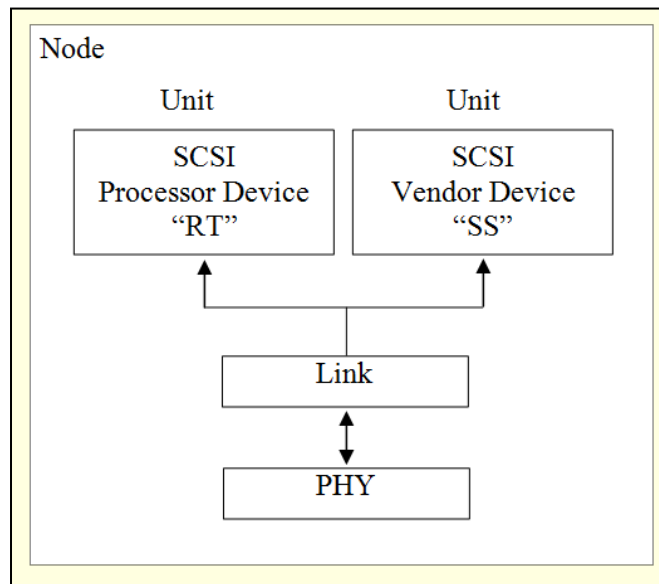 Node
Unit
Unit
SCSI
Processor Device
“RT”
SCSI
Vendor Device
“SS”
Link
PHY